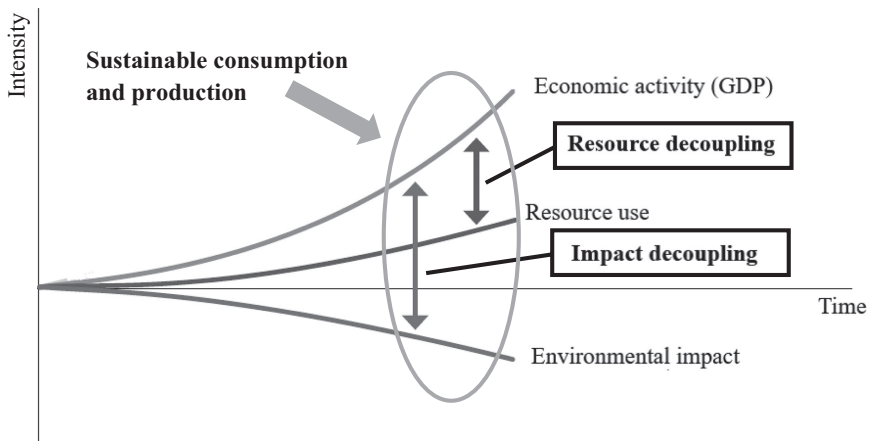 Intensity
Sustainable consumption
and production
Economic activity (GDP)
Resource decoupling
Resource use
Impact decoupling
Time
Environmental impact